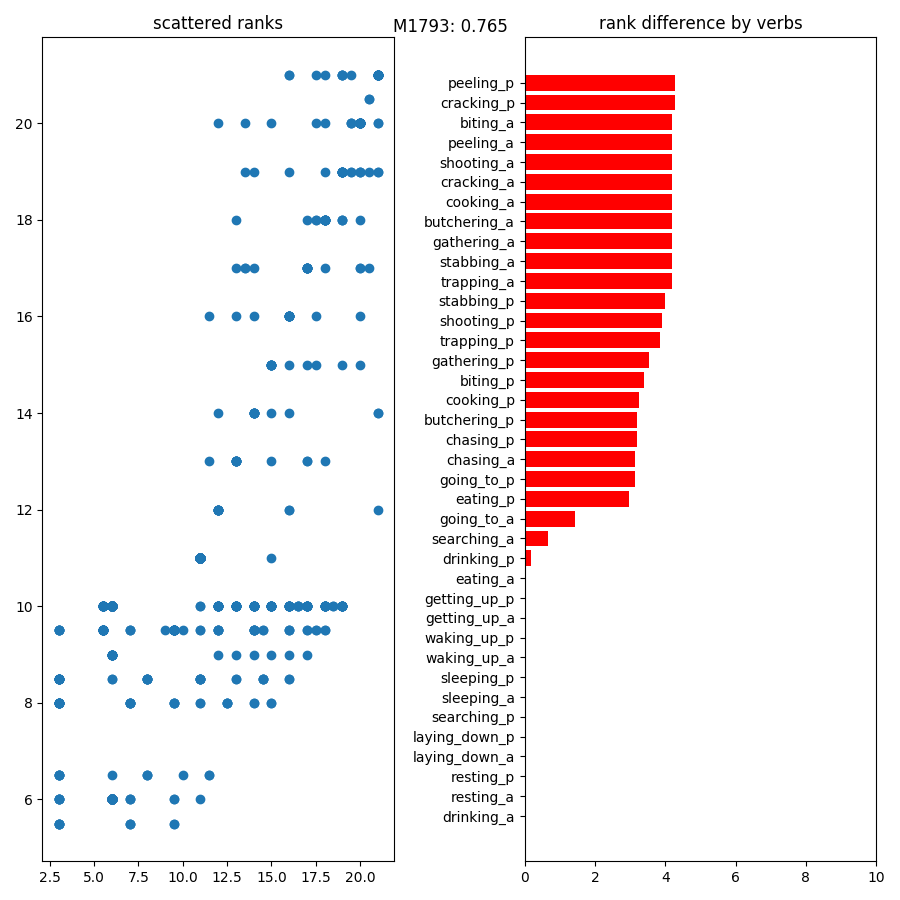 scattered ranks
M1793: 0.765
rank difference by verbs
20
18
16
14
12
10
8
6
2.5 5.0 7.5 10.0 12.5 15.0 17.5 20.0
peeling_p
cracking_p
biting_a
peeling_a
shooting_a
cracking_a
cooking_a
butchering_a
gathering_a
stabbing_a
trapping_a
stabbing_p
shooting_p
trapping_p
gathering_p
biting_p
cooking_p
butchering_p
chasing_p
chasing_a
going_to_p
eating_p
going_to_a
searching_a
drinking_p
eating_a
getting_up_p
getting_up_a
waking_up_p
waking_up_a
sleeping_p
sleeping_a
searching_p
laying_down_p
laying_down_a
resting_p
resting_a
drinking_a
0 2 4 6 8 10